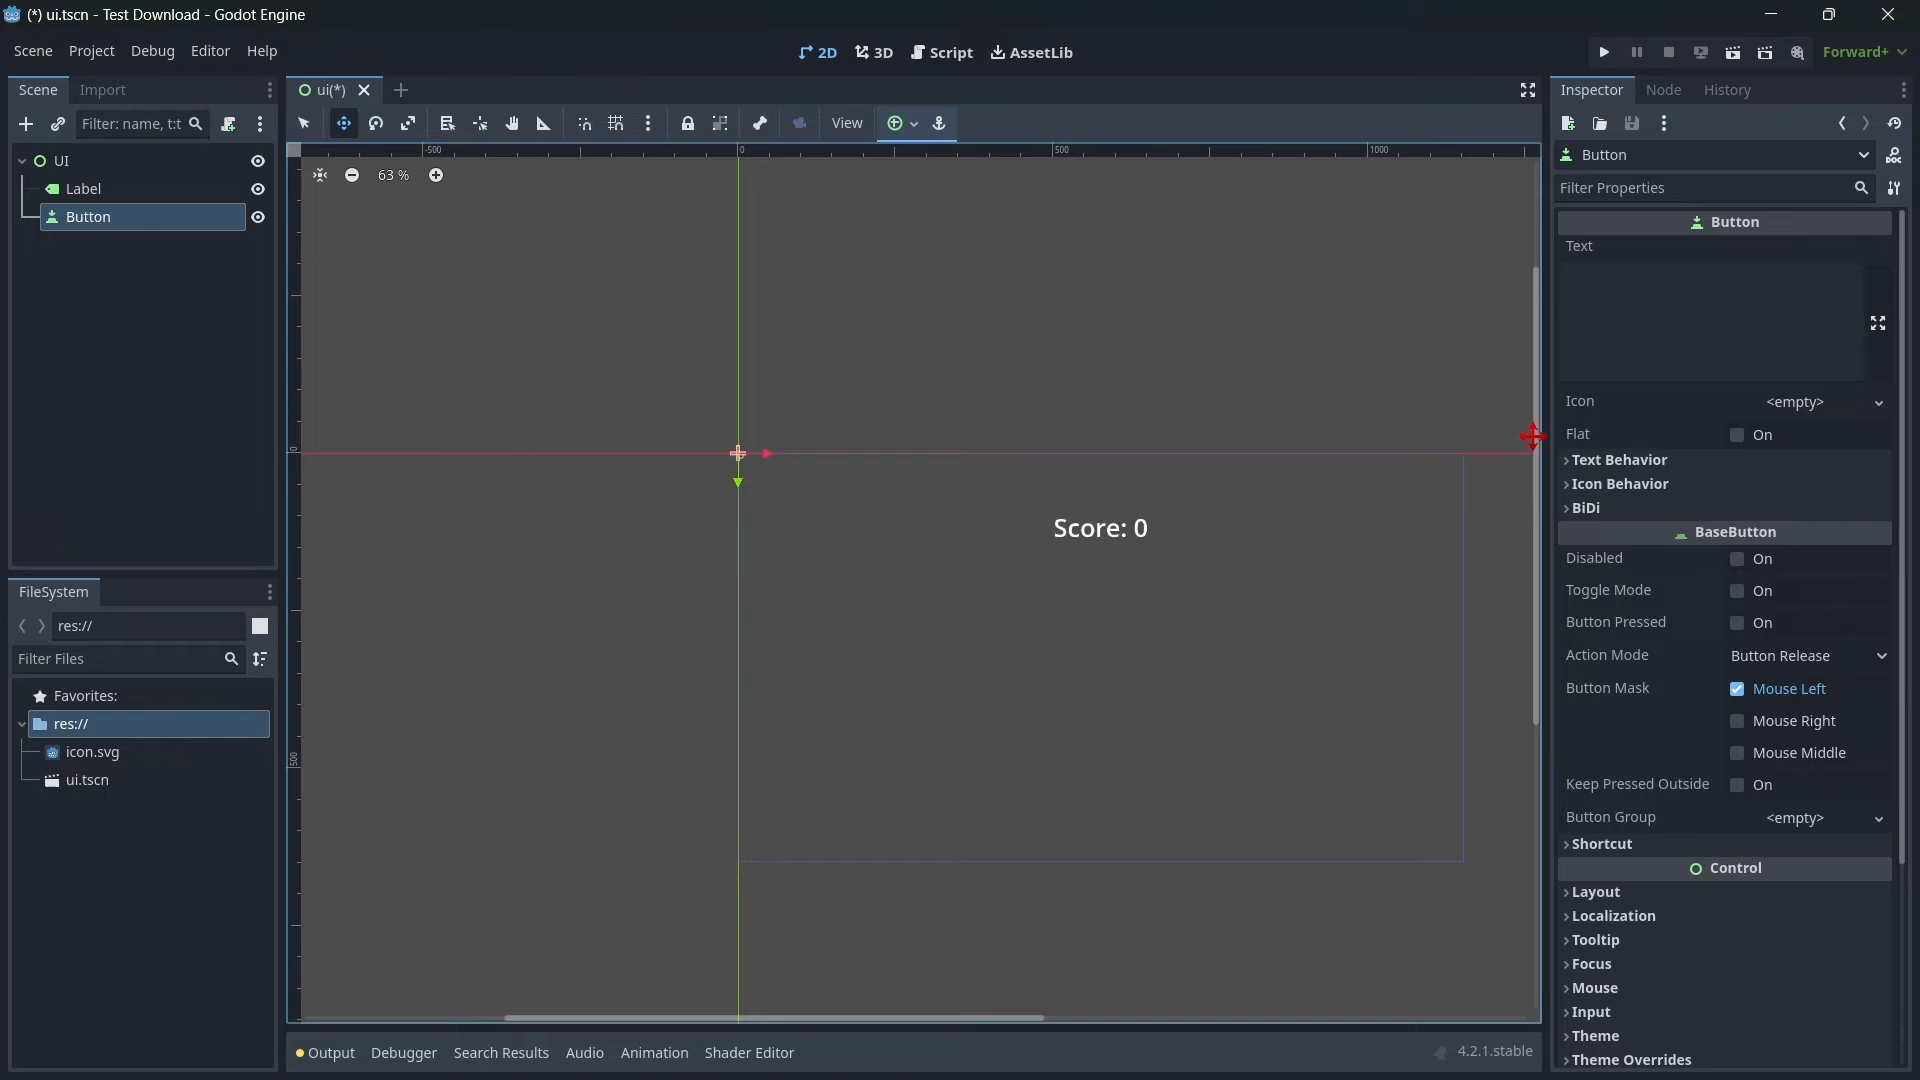 (*) ui.tscn - Test Download - Godot Engine
Scene Project Debug Editor Help
2D 3D Script AssetLib
Forward+
Scene Import
ui(*)
Inspector Node History
Filter: name, t:t
View
UI
Label
Button
-500 0 500 1000
63 %
0
500
Score: 0
FileSystem
res://
Filter Files
Favorites:
res://
icon.svg
ui.tscn
Output Debugger Search Results Audio Animation Shader Editor
4.2.1.stable
Button
Filter Properties
Button
Text
Icon <empty>
Flat On
Text Behavior
Icon Behavior
BiDi
BaseButton
Disabled On
Toggle Mode On
Button Pressed On
Action Mode Button Release
Button Mask Mouse Left
Mouse Right
Mouse Middle
Keep Pressed Outside On
Button Group <empty>
Shortcut
Control
Layout
Localization
Tooltip
Focus
Mouse
Input
Theme
Theme Overrides